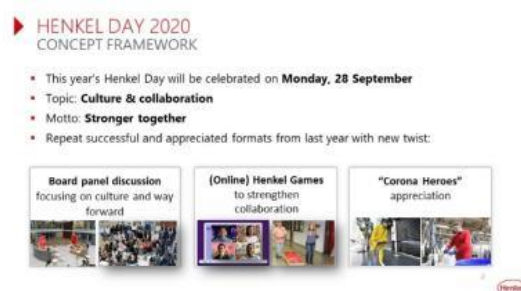 HENKEL DAY 2020
CONCEPT FRAMEWORK
This year's Henkel Day will be celebrated on Monday, 28 September
Topic: Culture & collaboration
Motto: Stronger together
Repeat successful and appreciated formats from last year with new twist:
Board panel discussion
focusing on culture and way
forward
(Online) Henkel Games
to strengthen
collaboration
"Corona Heroes"
appreciation
Henkel